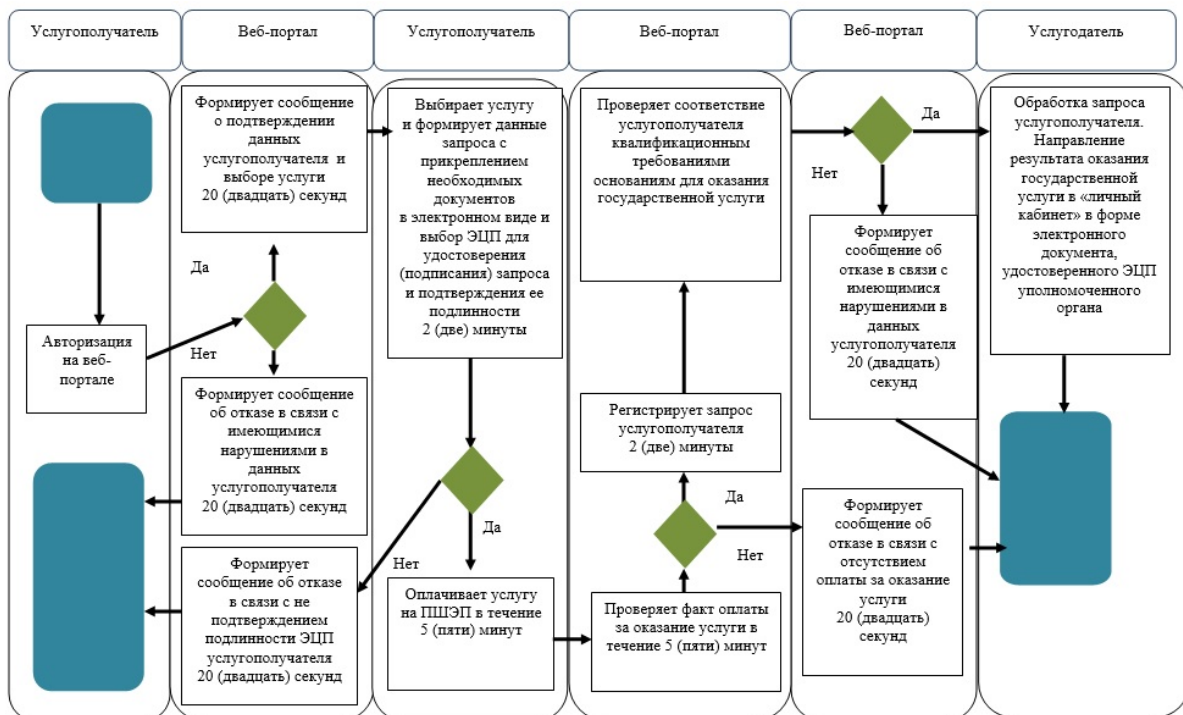 Услугополучатель
Веб-портал
Услугополучатель
Веб-портал
Веб-портал
Услугодатель
Авторизация
на веб-
портале
Формирует сообщение
о подтверждении
данных
услугополучателя и
выборе услуги
20 (двадцать) секунд
Да
Нет
Формирует сообщение
об отказе в связи с
имеющимися
нарушениями в
данных
услугополучателя
20 (двадцать) секунд
Формирует
сообщение об отказе
в связи с не
подтверждением
подлинности ЭЦП
услугополучателя
20 (двадцать) секунд
Выбирает услугу
и формирует данные
запроса с
прикреплением
необходимых
документов
в электронном виде и
выбор ЭЦП для
удостоверения
(подписания) запроса
и подтверждения ее
подлинности
2 (две) минуты
Да
Нет
Оплачивает услугу
на ПШЭП в течение
5 (пяти) минут
Проверяет соответствие
услугополучателя
квалификационным
требованиями
основаниям для оказания
государственной услуги
Регистрирует запрос
услугополучателя
2 (две) минуты
Да
Нет
Проверяет факт оплаты
за оказание услуги в
течение 5 (пяти) минут
Да
Нет
Формирует
сообщение об
отказе в связи с
имеющимися
нарушениями в
данных
услугополучателя
20 (двадцать)
секунд
Формирует
сообщение об
отказе в связи с
отсутствием
оплаты за оказание
услуги
20 (двадцать)
секунд
Обработка запроса
услугополучателя.
Направление
результата оказания
государственной
услуги в «личный
кабинет» в форме
электронного
документа,
удостоверенного ЭЦП
уполномоченного
органа